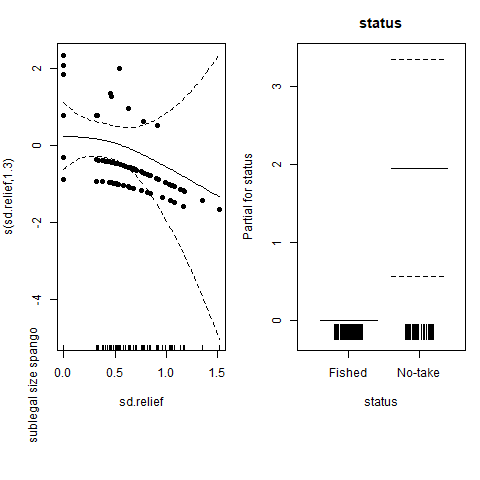 status
s(sd.relief,1.3)
sublegal size spango
2
0
-2
-4
0.0 0.5 1.0 1.5
sd.relief
Partial for status
3
2
1
0
Fished No-take
status